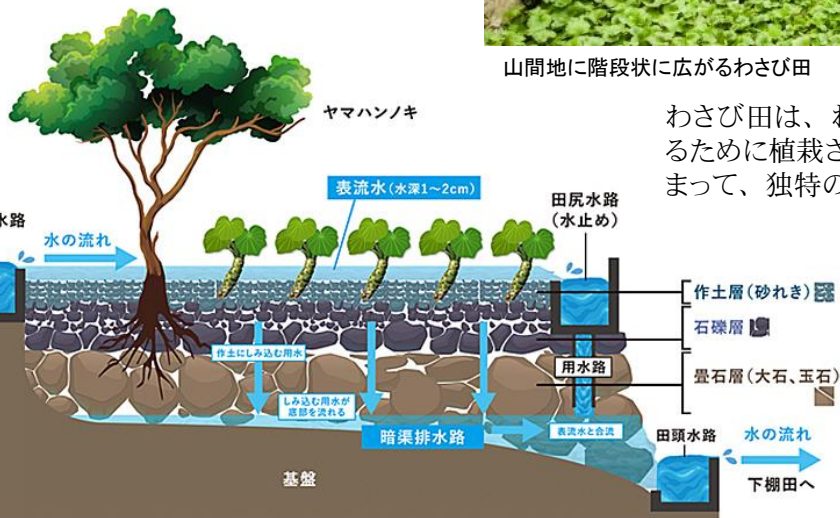 山間地に階段状に広がるわさび田
わさび田は、
るために植栽さ
まって、独特の
ヤマハンノキ
表流水(水深1〜2cm)
田尻水路
(水止め)
水路
水の流れ
作土層(砂れき)
石礫層
畳石層(大石、玉石)
作土にしみ込む用水
用水路
しみ込む用水が
底部を流れる
暗渠排水路
表流水と合流
田頭水路
水の流れ
下棚田へ
基盤